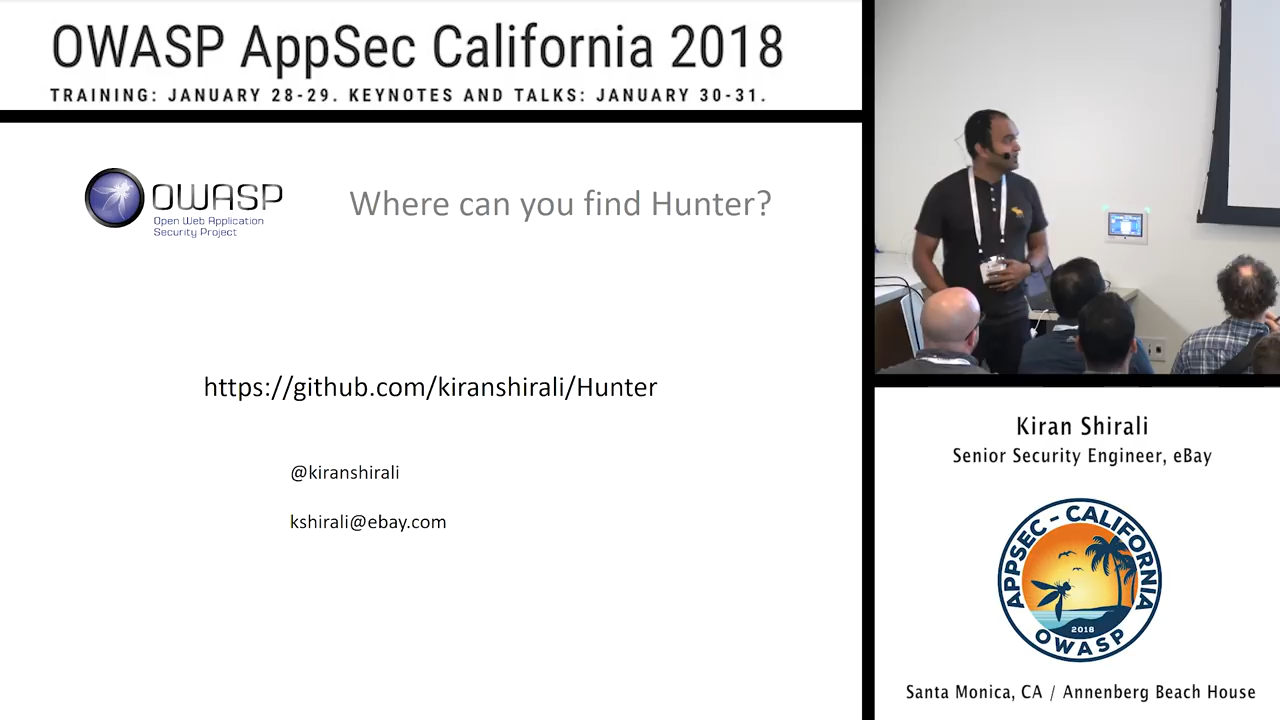 OWASP AppSec California 2018
TRAINING: JANUARY 28-29. KEYNOTES AND TALKS: JANUARY 30-31.
OWASP
Open Web Application
Security Project
Where can you find Hunter?
https://github.com/kiranshirali/Hunter
@kiranshirali
kshirali@ebay.com
Kiran Shirali
Senior Security Engineer, eBay
APPSEC - CALIFORNIA
2018
OWASP
Santa Monica, CA / Annenberg Beach House